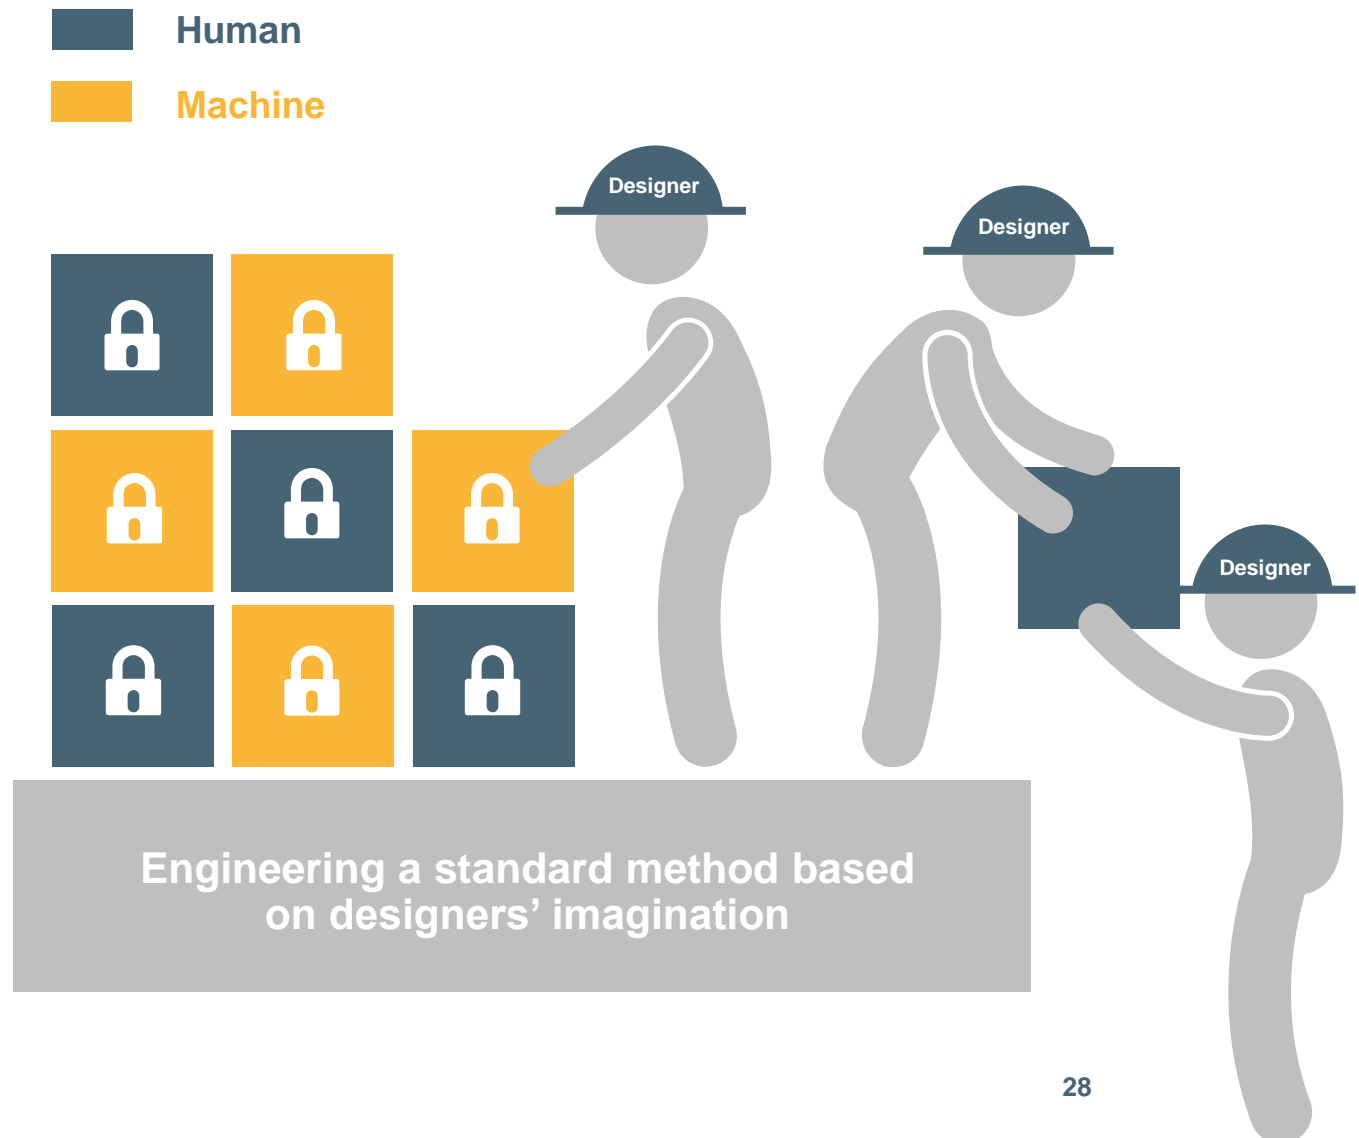 Human
Machine
Designer
Designer
Designer
Engineering a standard method based
on designers’ imagination
28